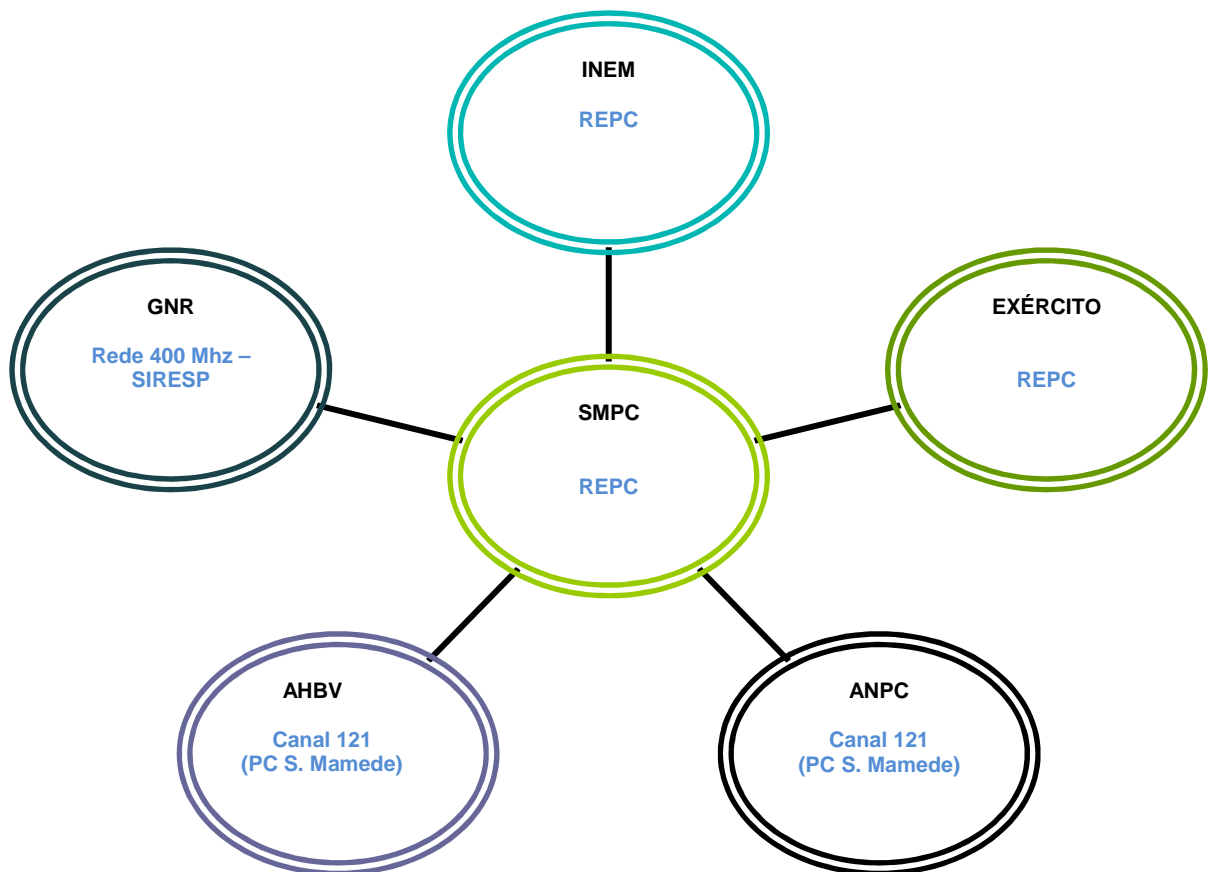 INEM
REPC
GNR
Rede 400 Mhz –
SIRESP
EXÉRCITO
REPC
SMPC
REPC
AHBV
Canal 121
(PC S. Mamede)
ANPC
Canal 121
(PC S. Mamede)